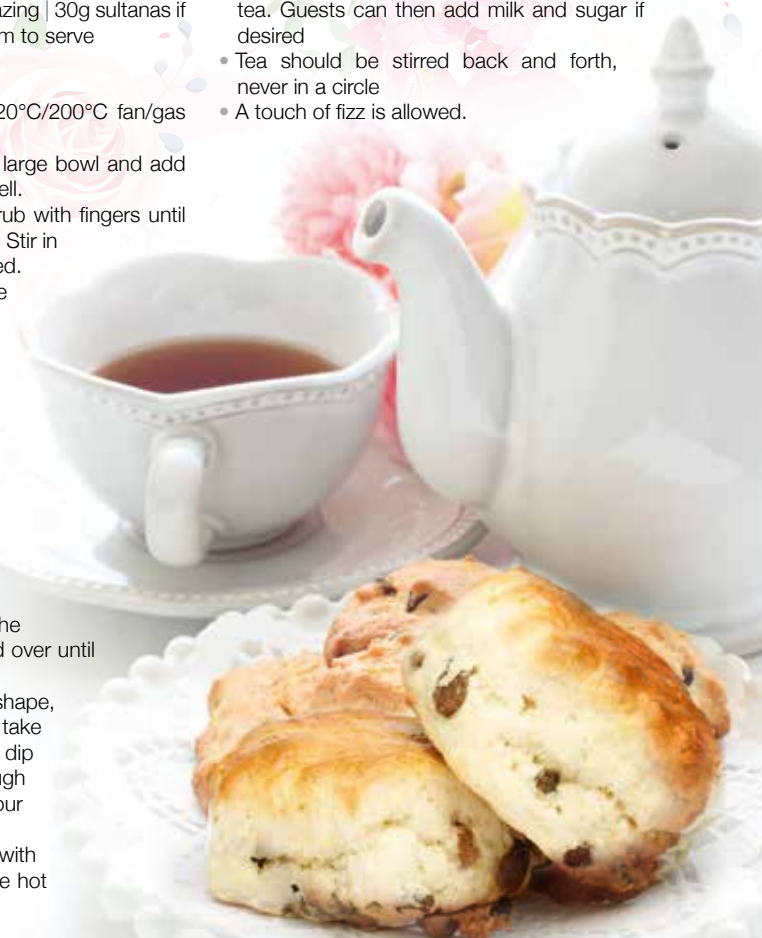 azing | 30g sultanas if
m to serve
20°C/200°C fan/gas
large bowl and add
ell.
rub with fingers until
Stir in
ed.
e
he
d over until
shape,
take
dip
ugh
our
with
e hot
tea. Guests can then add milk and sugar if
desired
• Tea should be stirred back and forth,
never in a circle
• A touch of fizz is allowed.